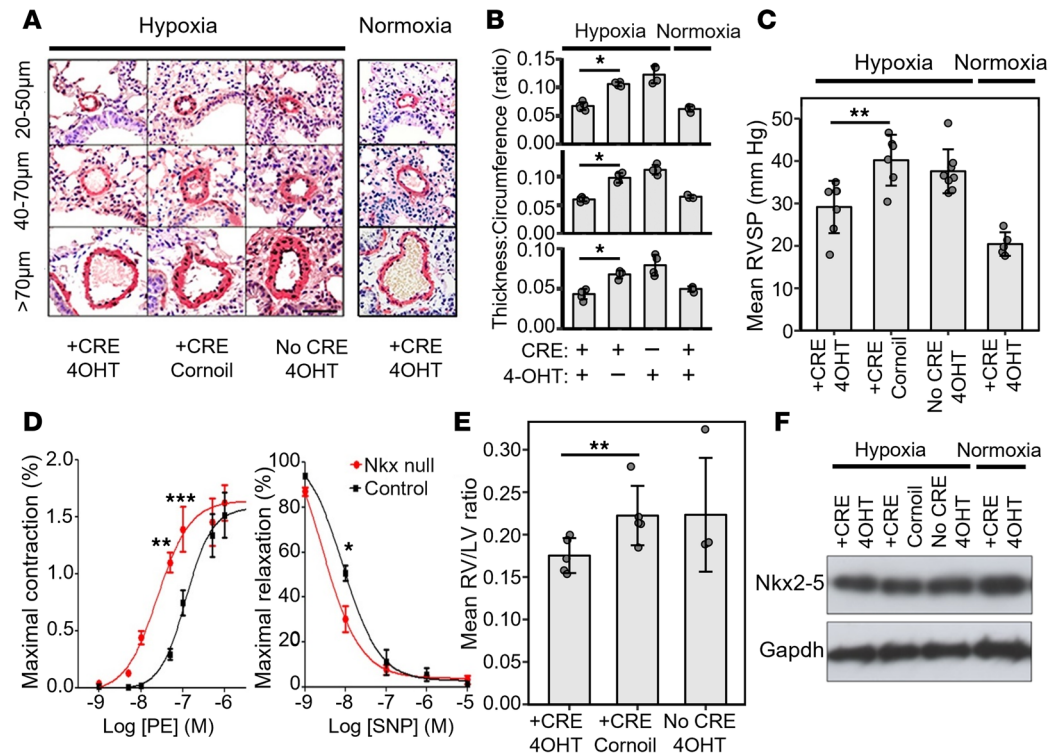 A
Hypoxia
Normoxia
20-50µm
40-70µm
>70µm
+CRE
4OHT
+CRE
Cornoil
No CRE
4OHT
+CRE
4OHT
B
Hypoxia Normoxia
Thickness:Circumference (ratio)
0.15
0.10
0.05
0.00
*
0.10
0.05
0.00
*
0.10
0.05
0.00
*
CRE: + + − +
4-OHT: + − + +
C
Hypoxia
Normoxia
Mean RVSP (mm Hg)
50
40
30
20
0
**
+CRE
4OHT
+CRE
Cornoil
No CRE
4OHT
+CRE
4OHT
D
Maximal contraction (%)
2.0
1.5
1.0
0.5
0.0
**
***
-9 -8 -7 -6
Log [PE] (M)
Maximal relaxation (%)
100
80
60
40
20
0
Nkx null
Control
*
-9 -8 -7 -6 -5
Log [SNP] (M)
E
Mean RV/LV ratio
0.30
0.25
0.20
0.15
0.00
**
+CRE
4OHT
+CRE
Cornoil
No CRE
4OHT
F
Hypoxia
Normoxia
+CRE
4OHT
+CRE
Cornoil
No CRE
4OHT
+CRE
4OHT
Nkx2-5
Gapdh